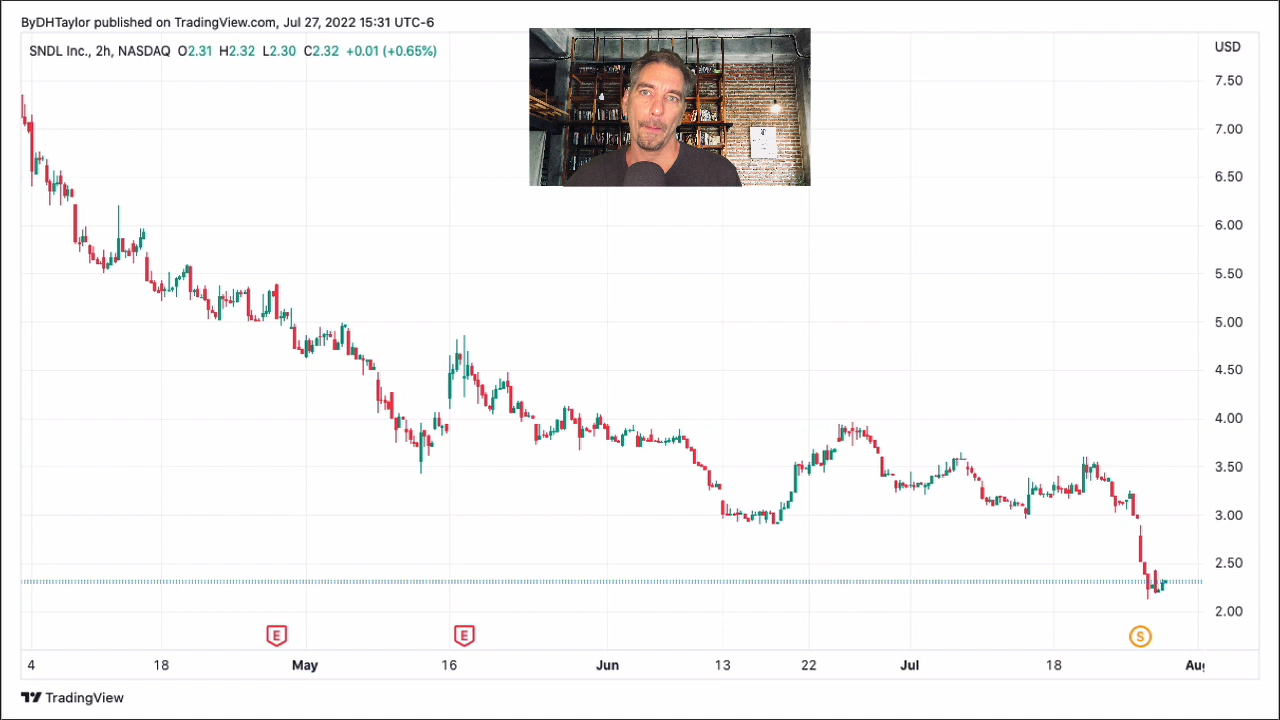 ByDHTaylor published on TradingView.com, Jul 27, 2022 15:31 UTC-6
SNDL Inc., 2h, NASDAQ O2.31 H2.32 L2.30 C2.32 +0.01 (+0.65%)
USD
7.50
7.00
6.50
6.00
5.50
5.00
4.50
4.00
3.50
3.00
2.50
2.00
E E S
4 18 May 16 Jun 13 22 Jul 18 Aug
TradingView